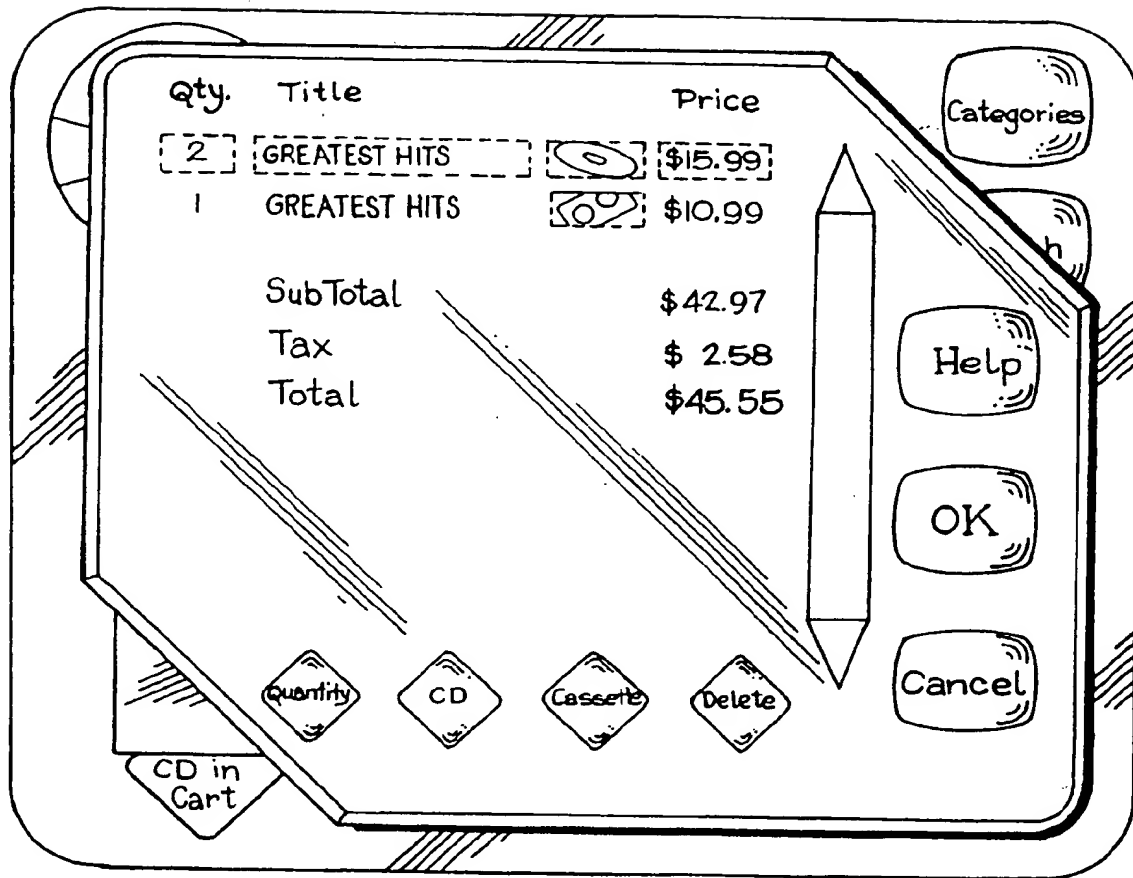 Qty. Title Price
Categories
2 GREATEST HITS $15.99
1 GREATEST HITS $10.99
h
SubTotal $42.97
Tax $ 2.58
Help
Total $45.55
OK
Quantity CD Cassette Delete
Cancel
CD in
Cart